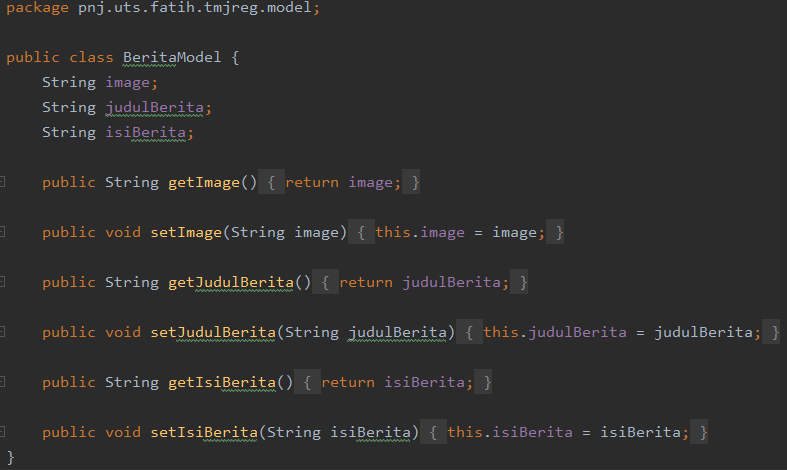 package pnj.uts.fatih.tmjreg.model;
public class BeritaModel {
String image;
String judulBerita;
String isiBerita;
public String getImage() { return image; }
public void setImage(String image) { this.image = image; }
public String getJudulBerita() { return judulBerita; }
public void setJudulBerita(String judulBerita) { this.judulBerita = judulBerita; }
public String getIsiBerita() { return isiBerita; }
public void setIsiBerita(String isiBerita) { this.isiBerita = isiBerita; }
}